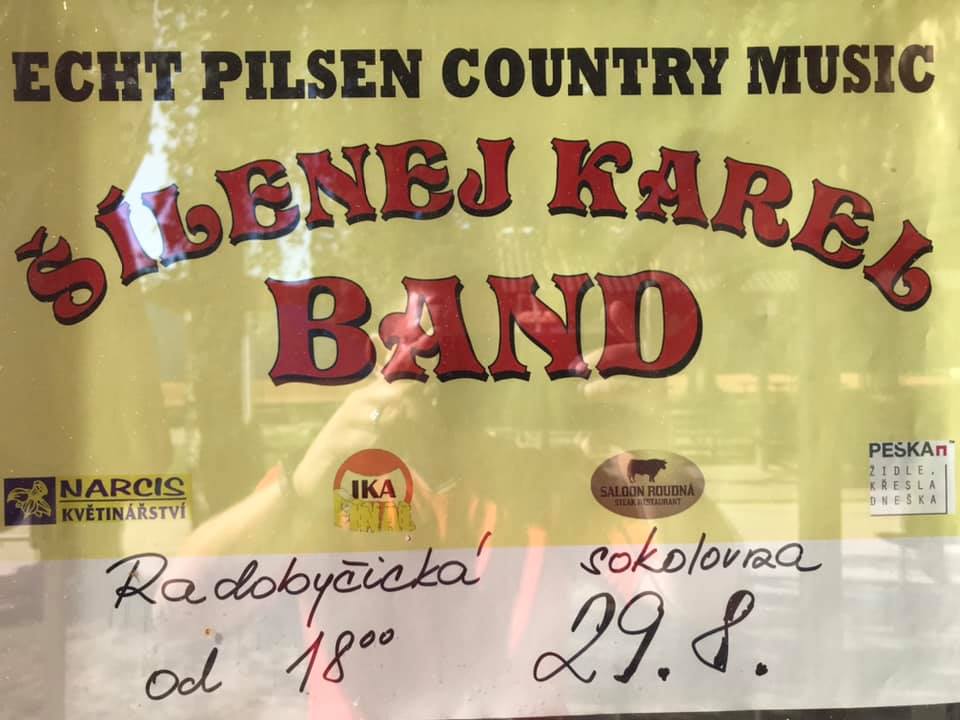 ECHT PILSEN COUNTRY MUSIC
ŠÍLENEJ KAREL
BAND
NARCIS
KVĚTINÁŘSTVÍ
IKA
FINAL
SALOON ROUDNÁ
STEAK RESTAURANT
PEŠKA
ŽIDLE,
KŘESLA
DNEŠKA
Radobyčická sokolovna
od 18⁰⁰ 29.8.